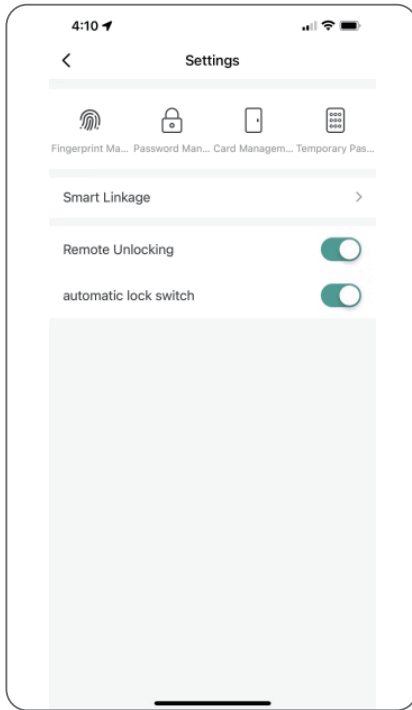 4:10
Settings
Fingerprint Ma... Password Man... Card Managem... Temporary Pas...
Smart Linkage
Remote Unlocking
automatic lock switch